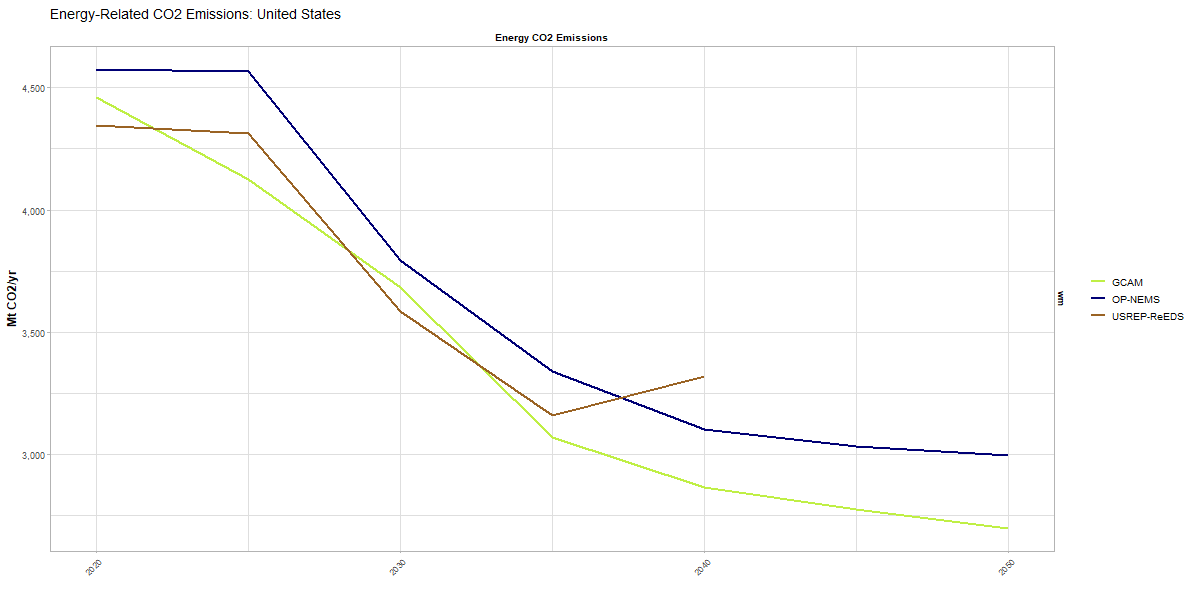 Energy-Related CO2 Emissions: United States
Energy CO2 Emissions
Mt CO2/yr
4,500
4,000
3,500
3,000
2020
2030
2040
2050
wm
GCAM
OP-NEMS
USREP-ReEDS